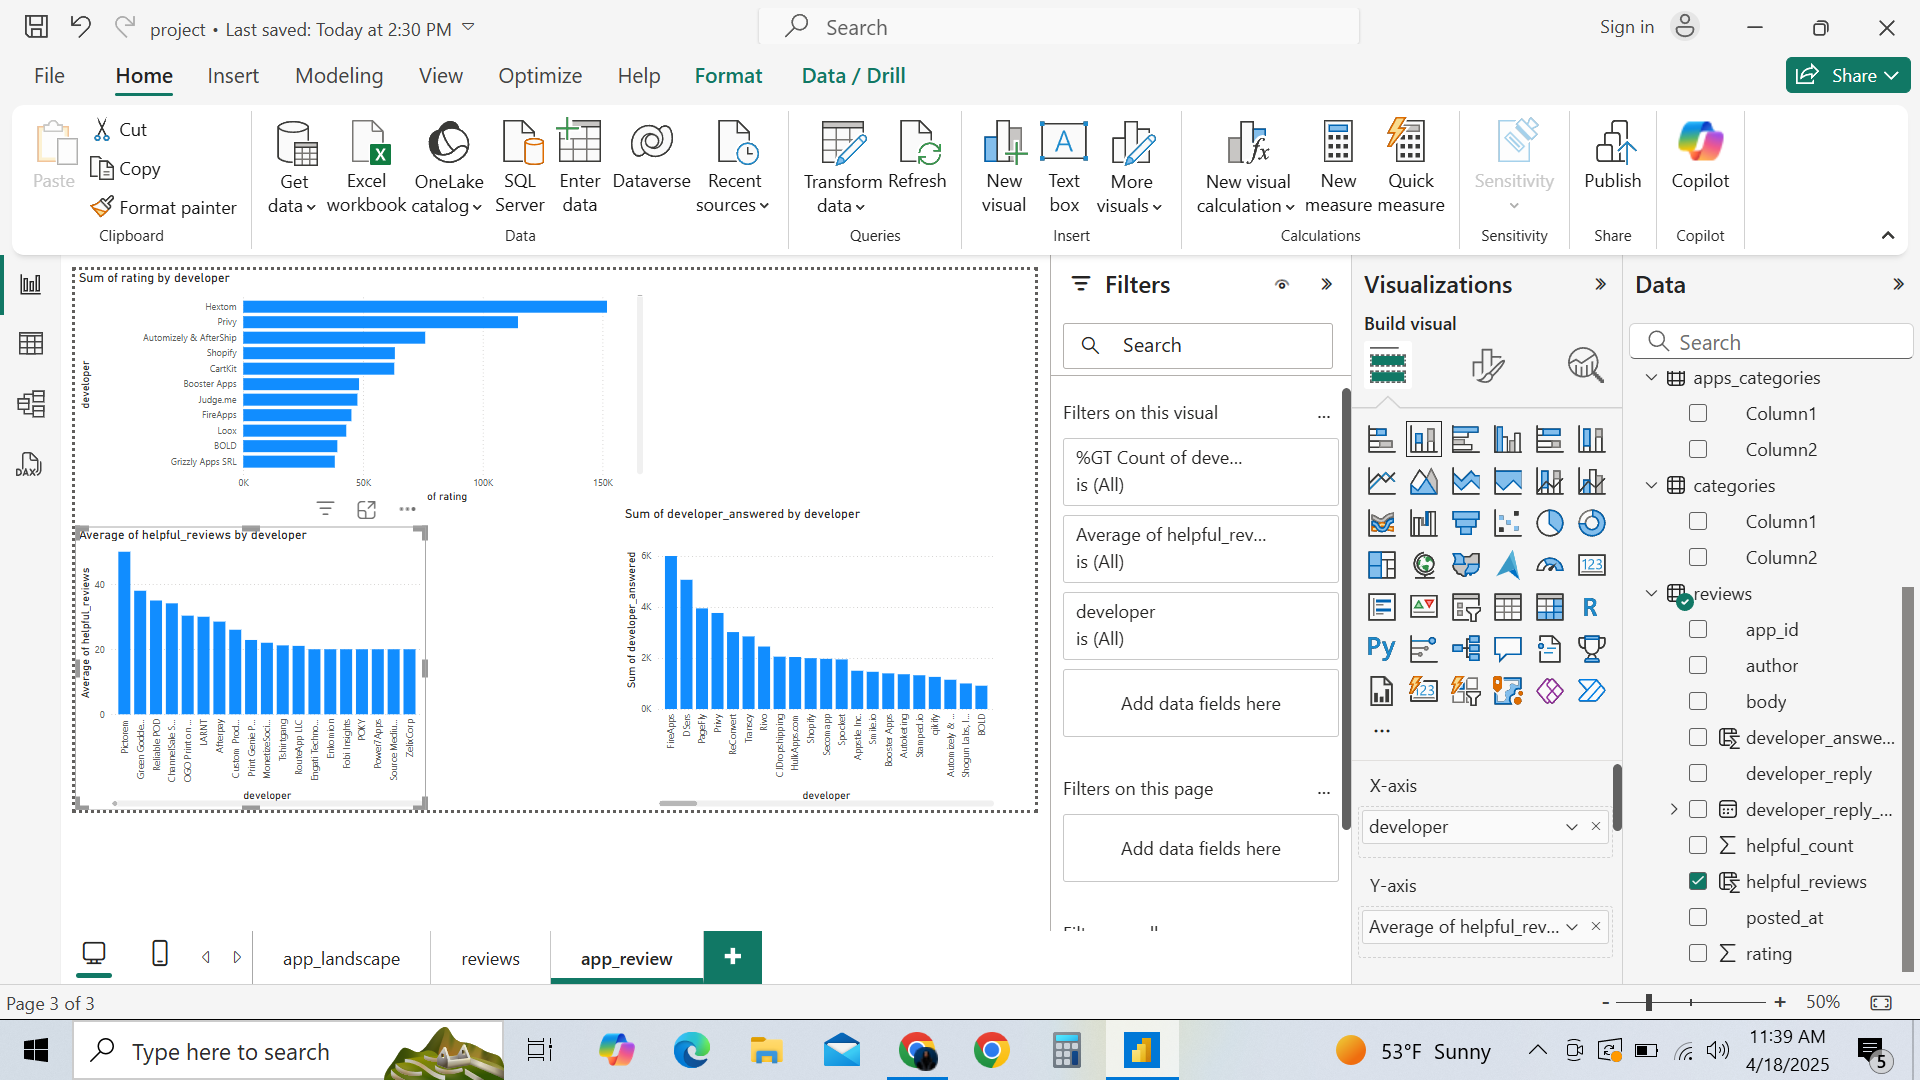 project • Last saved: Today at 2:30 PM
Search
Sign in
File
Home
Insert
Modeling
View
Optimize
Help
Format
Data / Drill
Share
Paste
Cut
Copy
Format painter
Clipboard
Get data
Excel workbook
OneLake catalog
SQL Server
Enter data
Dataverse
Recent sources
Data
Transform data
Refresh
Queries
New visual
Text box
More visuals
Insert
New visual calculation
New measure
Quick measure
Calculations
Sensitivity
Sensitivity
Publish
Share
Copilot
Copilot
Sum of rating by developer
developer
Hextom
Privy
Automizely & AfterShip
Shopify
CartKit
Booster Apps
Judge.me
FireApps
Loox
BOLD
Grizzly Apps SRL
0K
50K
100K
150K
of rating
Average of helpful_reviews by developer
Average of helpful_reviews
40
20
0
Pictorem
Green Godde...
Reliable POD
ChannelSale S...
OGO Print on ...
LARNT
Afterpay
Custom Prod...
Print Genie P...
MonetizeSoci...
Tshirtgang
RouteApp LLC
Engati Techno...
Enkomion
Fobi Insights
POKY
Power7Apps
Source Mediu...
ZelixCorp
developer
Sum of developer_answered by developer
Sum of developer_answered
6K
4K
2K
0K
FireApps
DSers
PageFly
Privy
ReConvert
Transcy
Rivo
CJDropshipping
HulkApps.com
Shopify
Secomapp
Spocket
Appstle Inc.
Smile.io
Booster Apps
Autoketing
Stamped.io
qikify
Automizely & ...
Shogun Labs, I...
BOLD
developer
Filters
Search
Filters on this visual
...
%GT Count of deve...
is (All)
Average of helpful_rev...
is (All)
developer
is (All)
Add data fields here
Filters on this page
...
Add data fields here
Visualizations
Build visual
123
R
Py
123
...
X-axis
developer
Y-axis
Average of helpful_rev...
Data
Search
apps_categories
Column1
Column2
categories
Column1
Column2
reviews
app_id
author
body
developer_answe...
developer_reply
developer_reply_...
helpful_count
helpful_reviews
posted_at
rating
app_landscape
reviews
app_review
+
Page 3 of 3
- + 50%
Type here to search
53°F Sunny
11:39 AM
4/18/2025
5